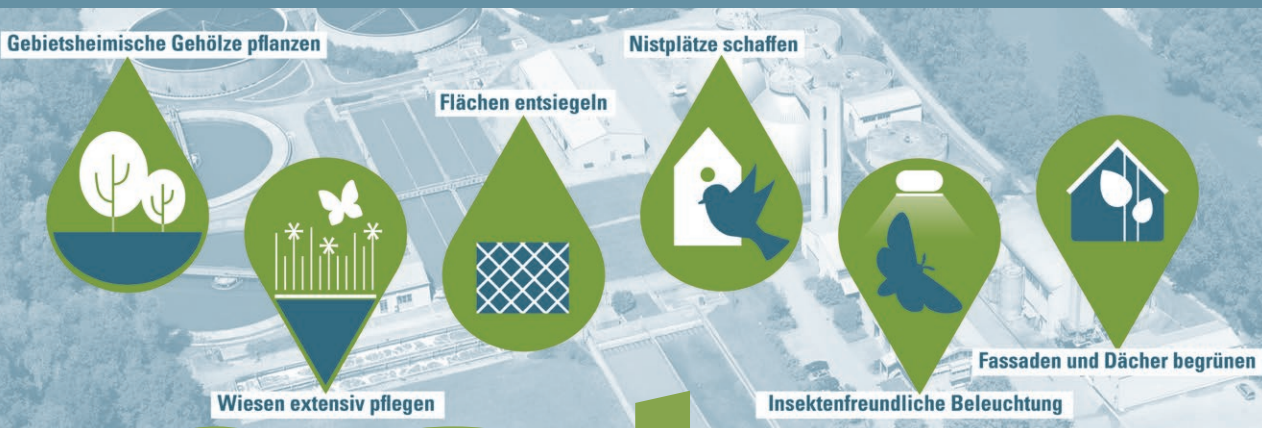 Gebietsheimische Gehölze pflanzen
Nistplätze schaffen
Flächen entsiegeln
Fassaden und Dächer begrünen
Wiesen extensiv pflegen
Insektenfreundliche Beleuchtung